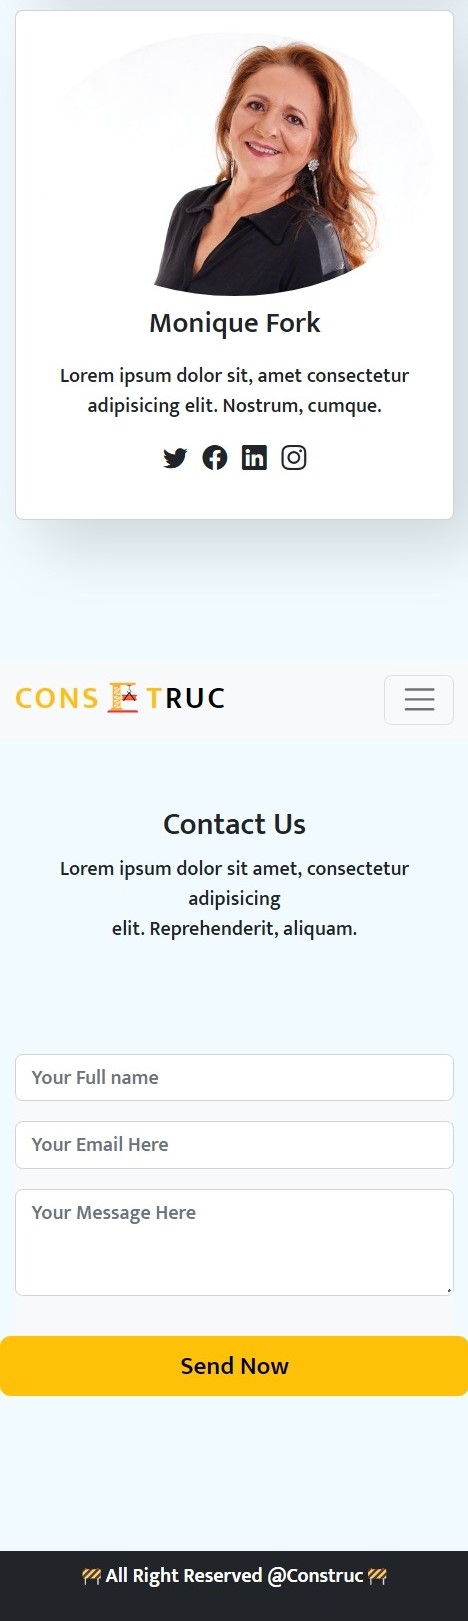 Monique Fork
Lorem ipsum dolor sit, amet consectetur
adipisicing elit. Nostrum, cumque.
CONS TRUC
Contact Us
Lorem ipsum dolor sit amet, consectetur
adipisicing
elit. Reprehenderit, aliquam.
Your Full name
Your Email Here
Your Message Here
Send Now
🚧 All Right Reserved @Construc 🚧